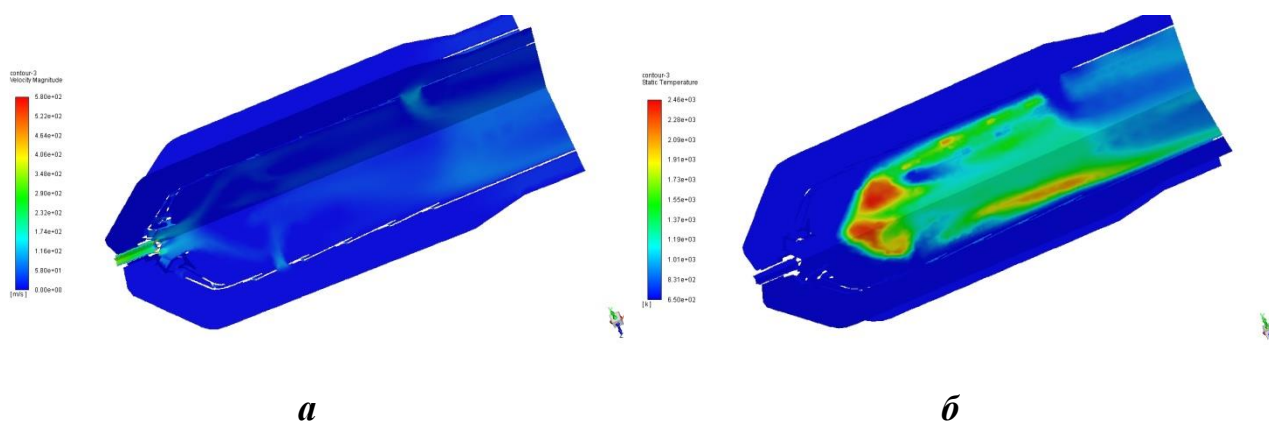 contour-3
Velocity Magnitude
5.80e+02
5.22e+02
4.64e+02
4.06e+02
3.48e+02
2.90e+02
2.32e+02
1.74e+02
1.16e+02
5.80e+01
0.00e+00
[ m/s ]
contour-3
Static Temperature
2.46e+03
2.28e+03
2.09e+03
1.91e+03
1.73e+03
1.55e+03
1.37e+03
1.19e+03
1.01e+03
8.31e+02
6.50e+02
[ k ]
а
б